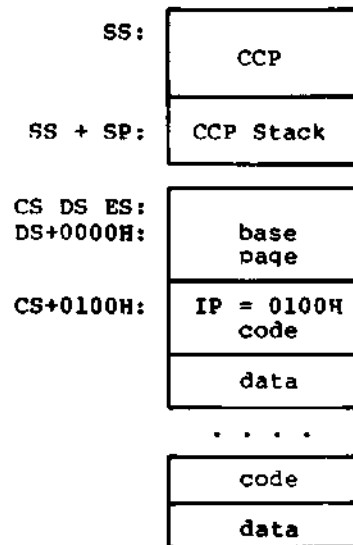 SS:
CCP
SS + SP: CCP Stack
CS DS ES:
DS+0000H: base
page
CS+0100H: IP = 0100H
code
data
. . . .
code
data